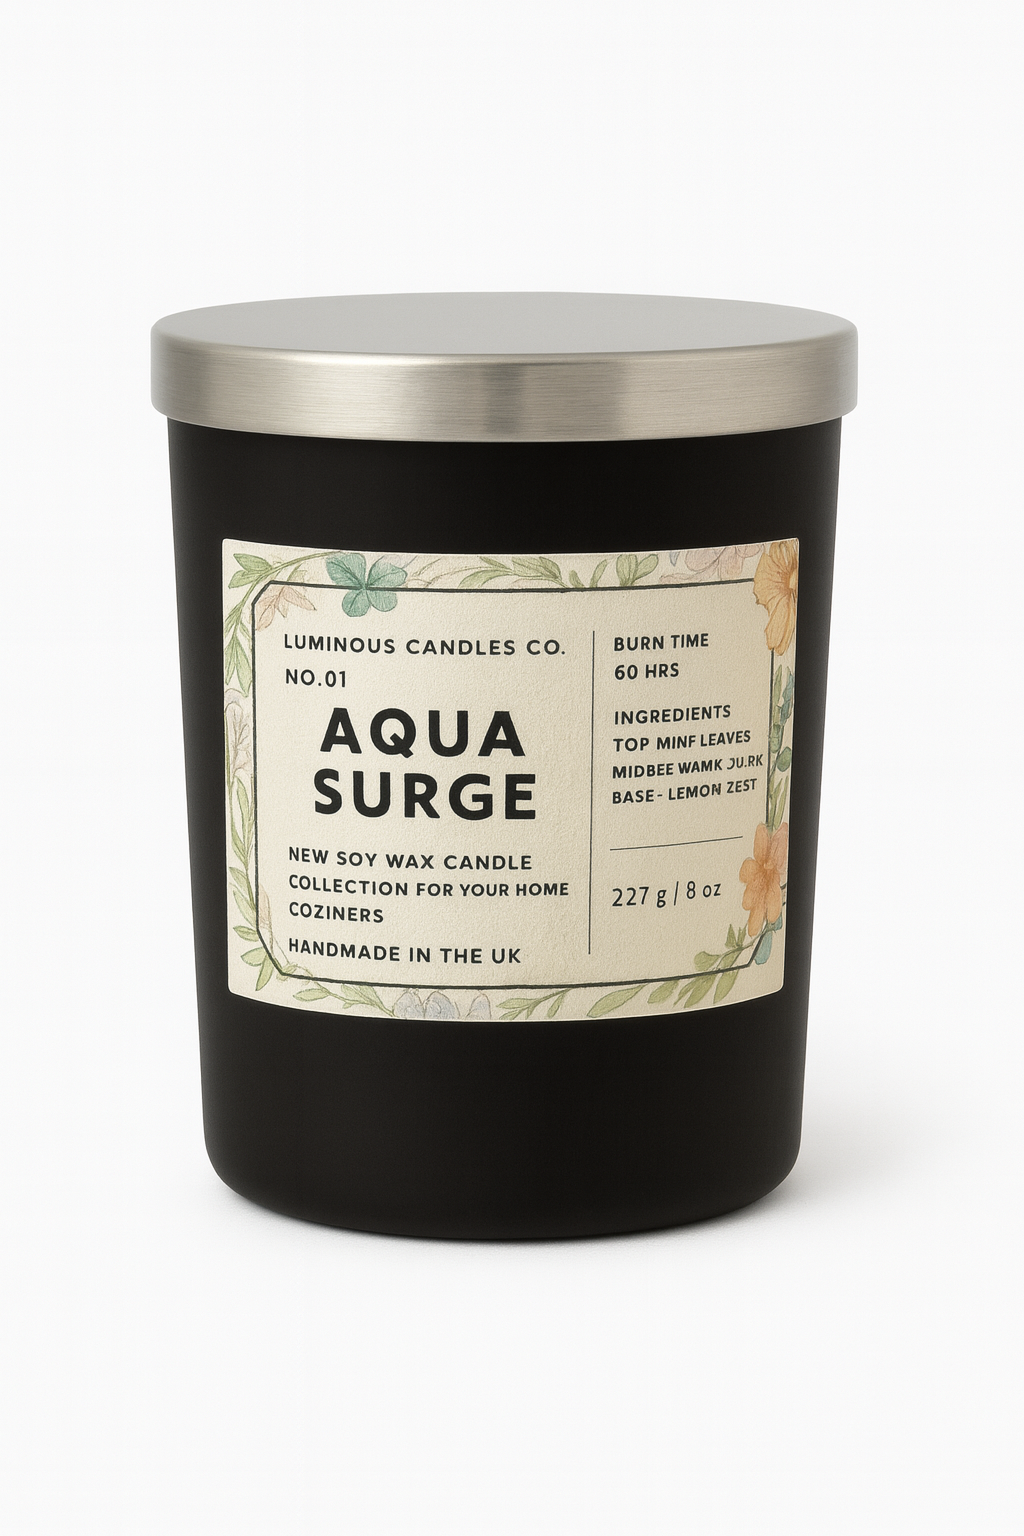 LUMINOUS CANDLES CO.
NO.01
AQUA
SURGE
NEW SOY WAX CANDLE
COLLECTION FOR YOUR HOME
COZINERS
HANDMADE IN THE UK
BURN TIME
60 HRS
INGREDIENTS
TOP MINF LEAVES
MIDBEE WAMK
BASE- LEMON ZEST
227 g / 8 oz